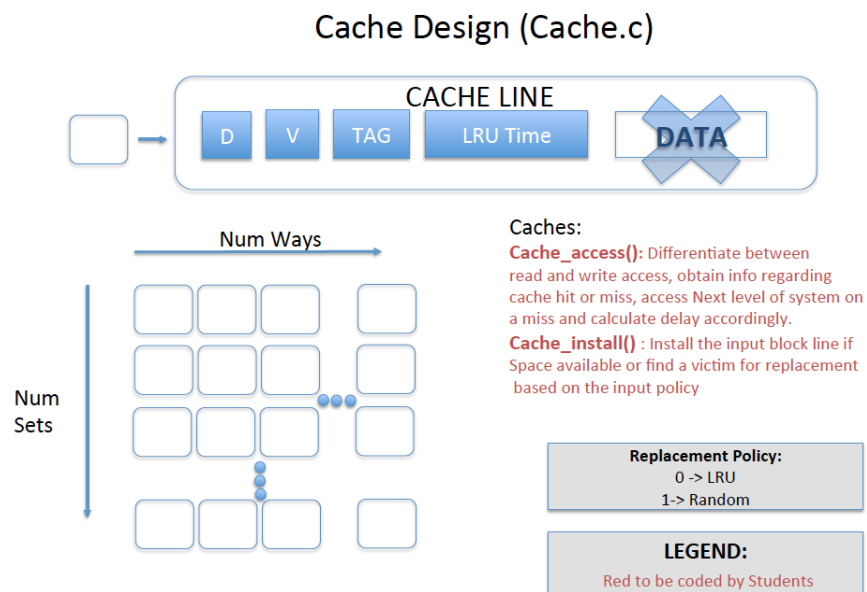 Cache Design (Cache.c)
CACHE LINE
D
V
TAG
LRU Time
DATA
Num Ways
Num
Sets
Caches:
Cache_access(): Differentiate between
read and write access, obtain info regarding
cache hit or miss, access Next level of system on
a miss and calculate delay accordingly.
Cache_install() : Install the input block line if
Space available or find a victim for replacement
based on the input policy
Replacement Policy:
0 -> LRU
1-> Random
LEGEND:
Red to be coded by Students